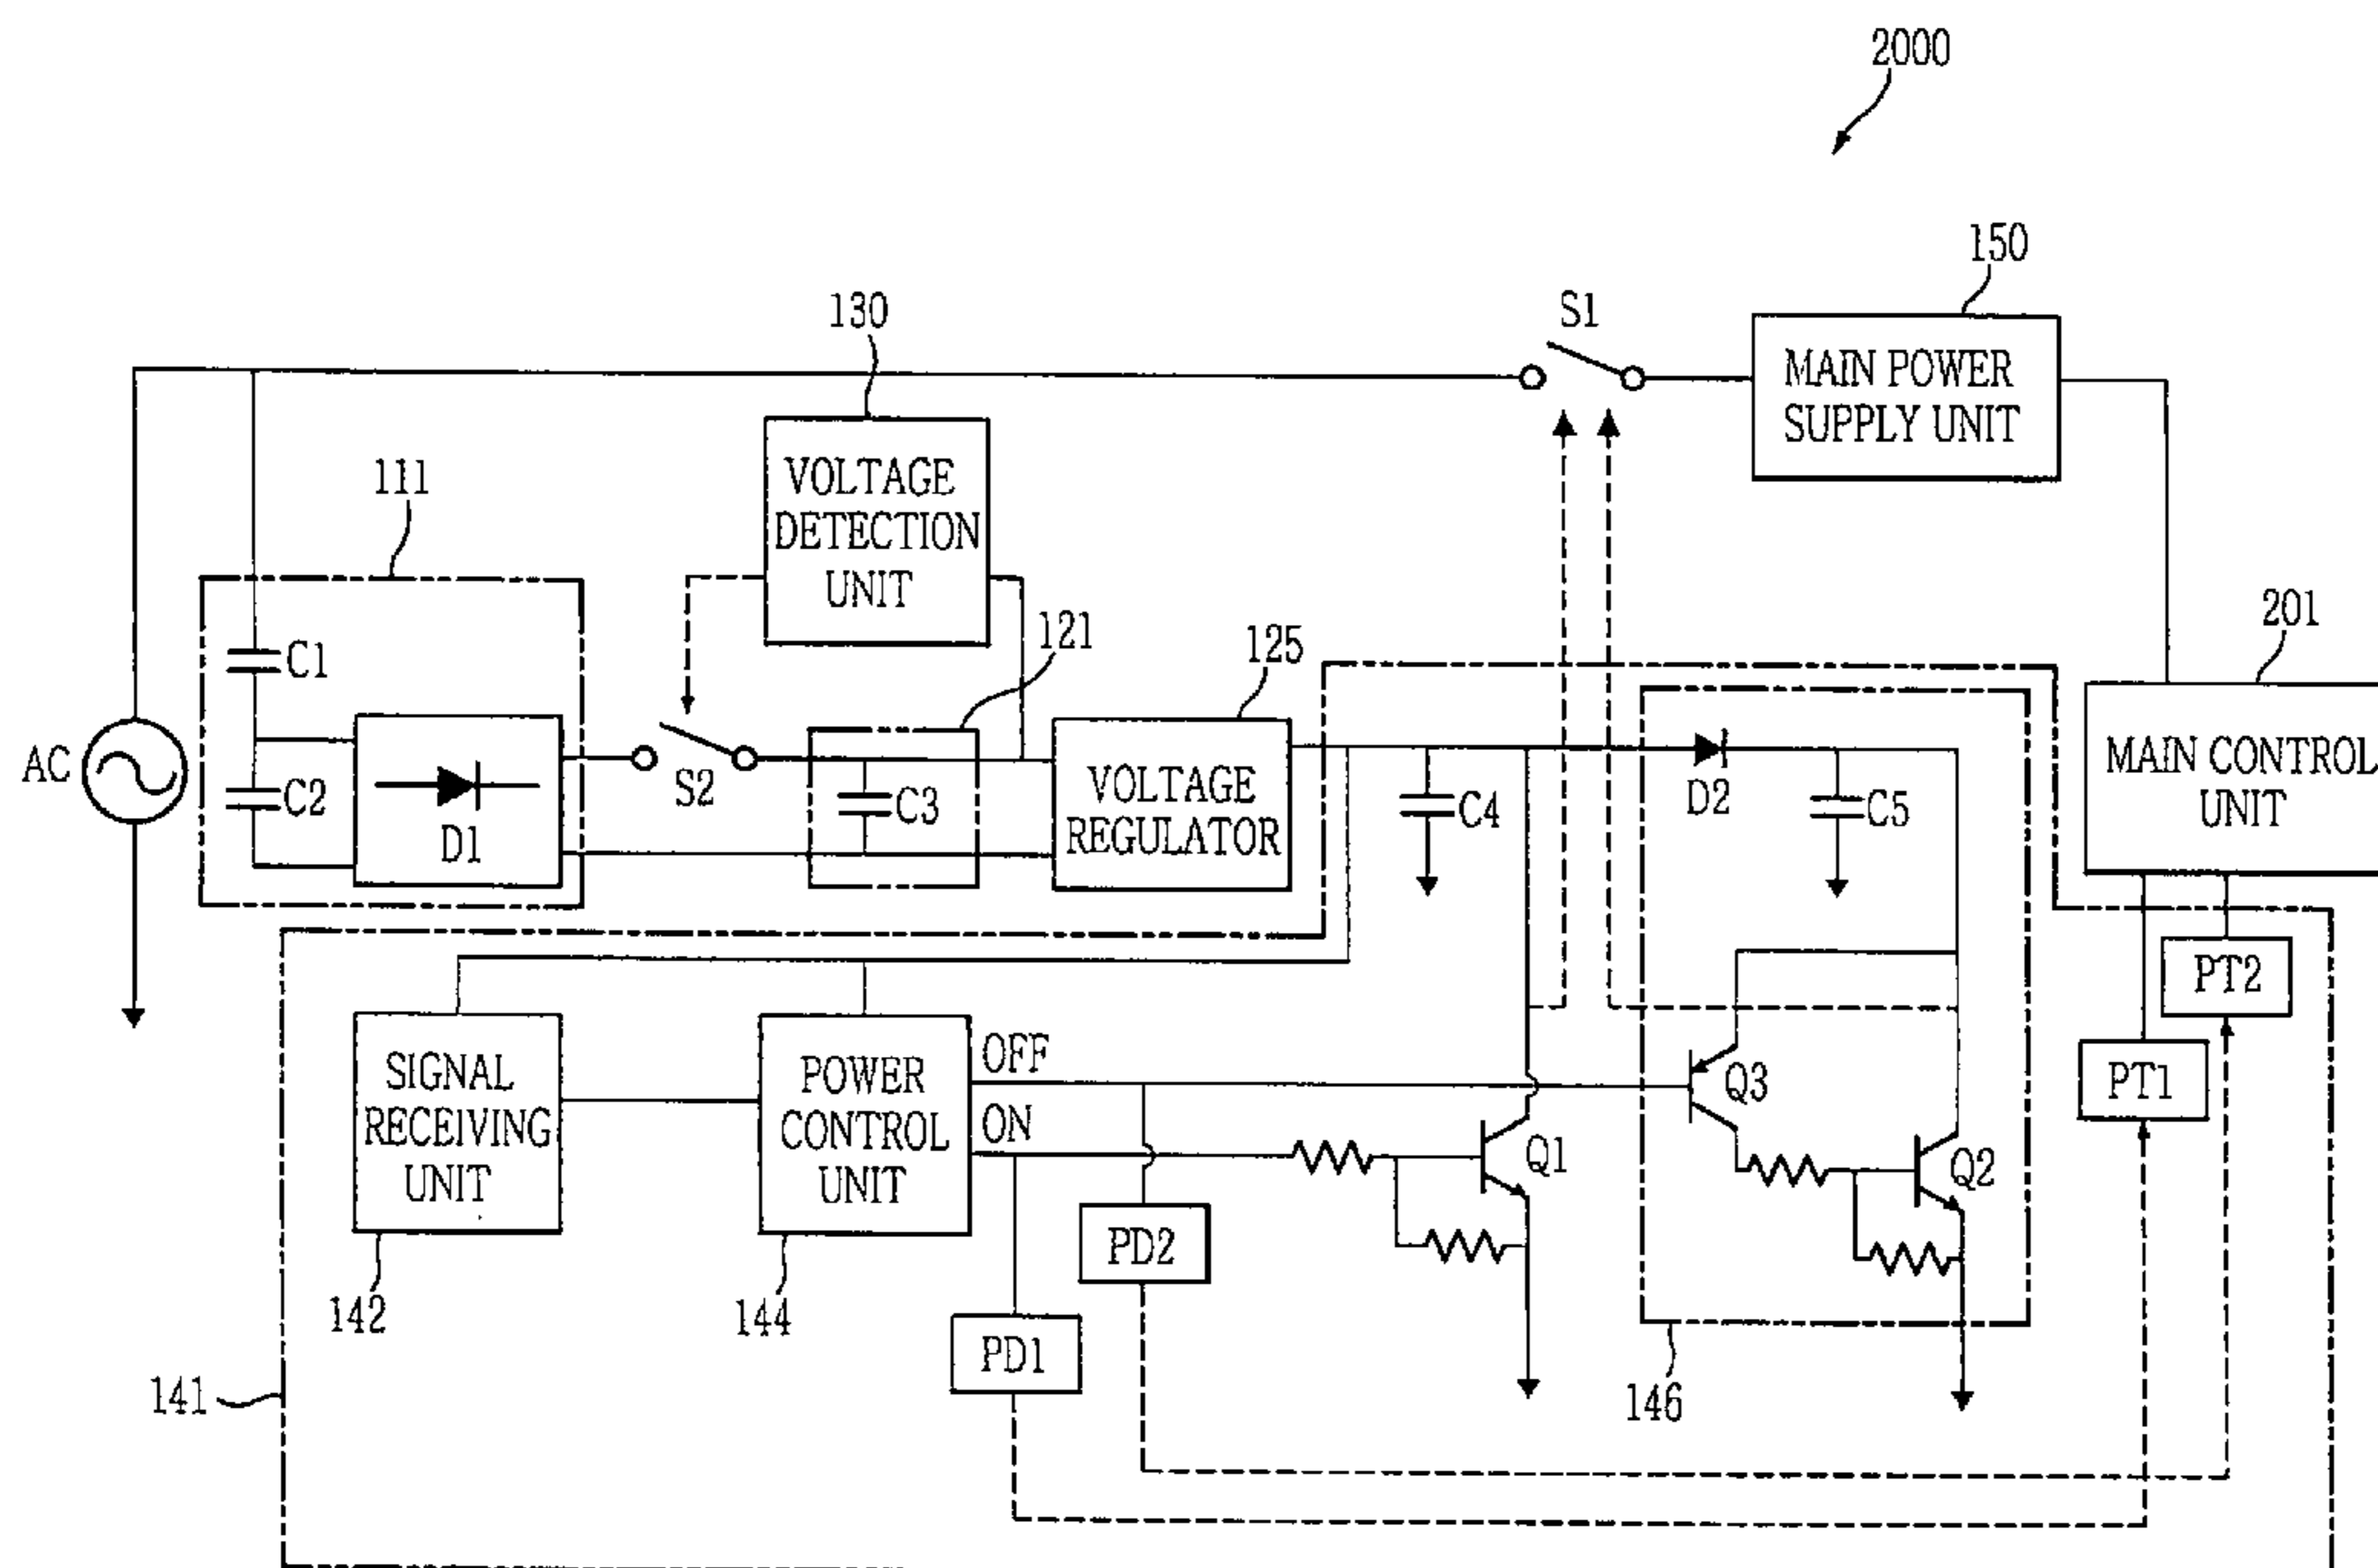 2000
150
S1
MAIN POWER
SUPPLY UNIT
130
VOLTAGE
DETECTION
UNIT
111
121
125
201
C1
AC
C2
D1
S2
C3
VOLTAGE
REGULATOR
C4
D2
C5
MAIN CONTROL
UNIT
PT2
PT1
SIGNAL
RECEIVING
UNIT
POWER
CONTROL
UNIT
OFF
ON
Q3
Q1
Q2
PD2
PD1
142
144
141
146